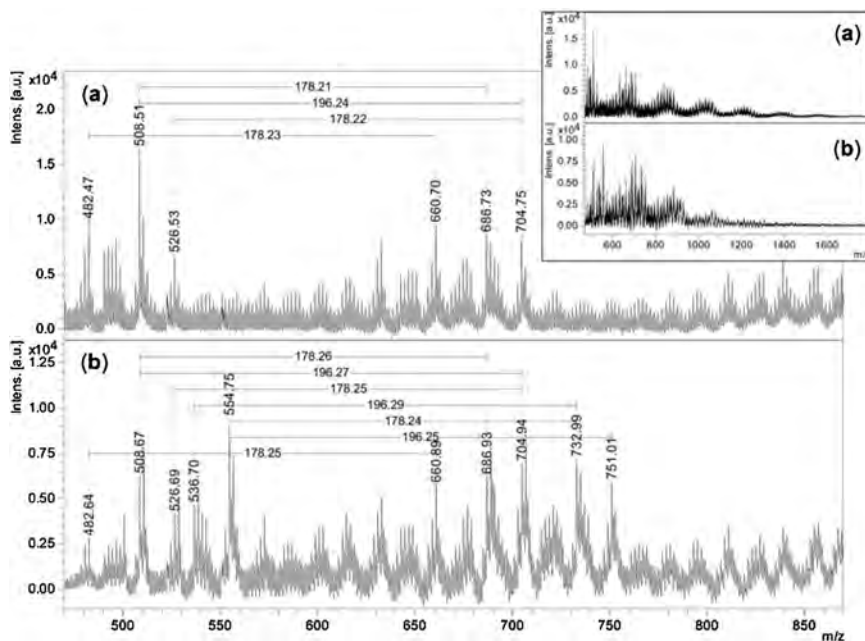 (a)
Intens. [a.u.]
x10⁴
1.5
1.0
0.5
0.0
(b)
Intens. [a.u.]
x10⁴
1.00
0.75
0.50
0.25
0.00
600 800 1000 1200 1400 1600
m/z
(a)
Intens. [a.u.]
x10⁴
2.0
1.5
1.0
0.5
0.0
178.21
196.24
178.22
178.23
482.47
508.51
526.53
660.70
686.73
704.75
(b)
Intens. [a.u.]
x10⁴
1.25
1.00
0.75
0.50
0.25
0.00
178.26
196.27
178.25
196.29
178.24
196.25
178.25
482.64
508.67
526.69
536.70
554.75
660.89
686.93
704.94
732.99
751.01
500 550 600 650 700 750 800 850
m/z